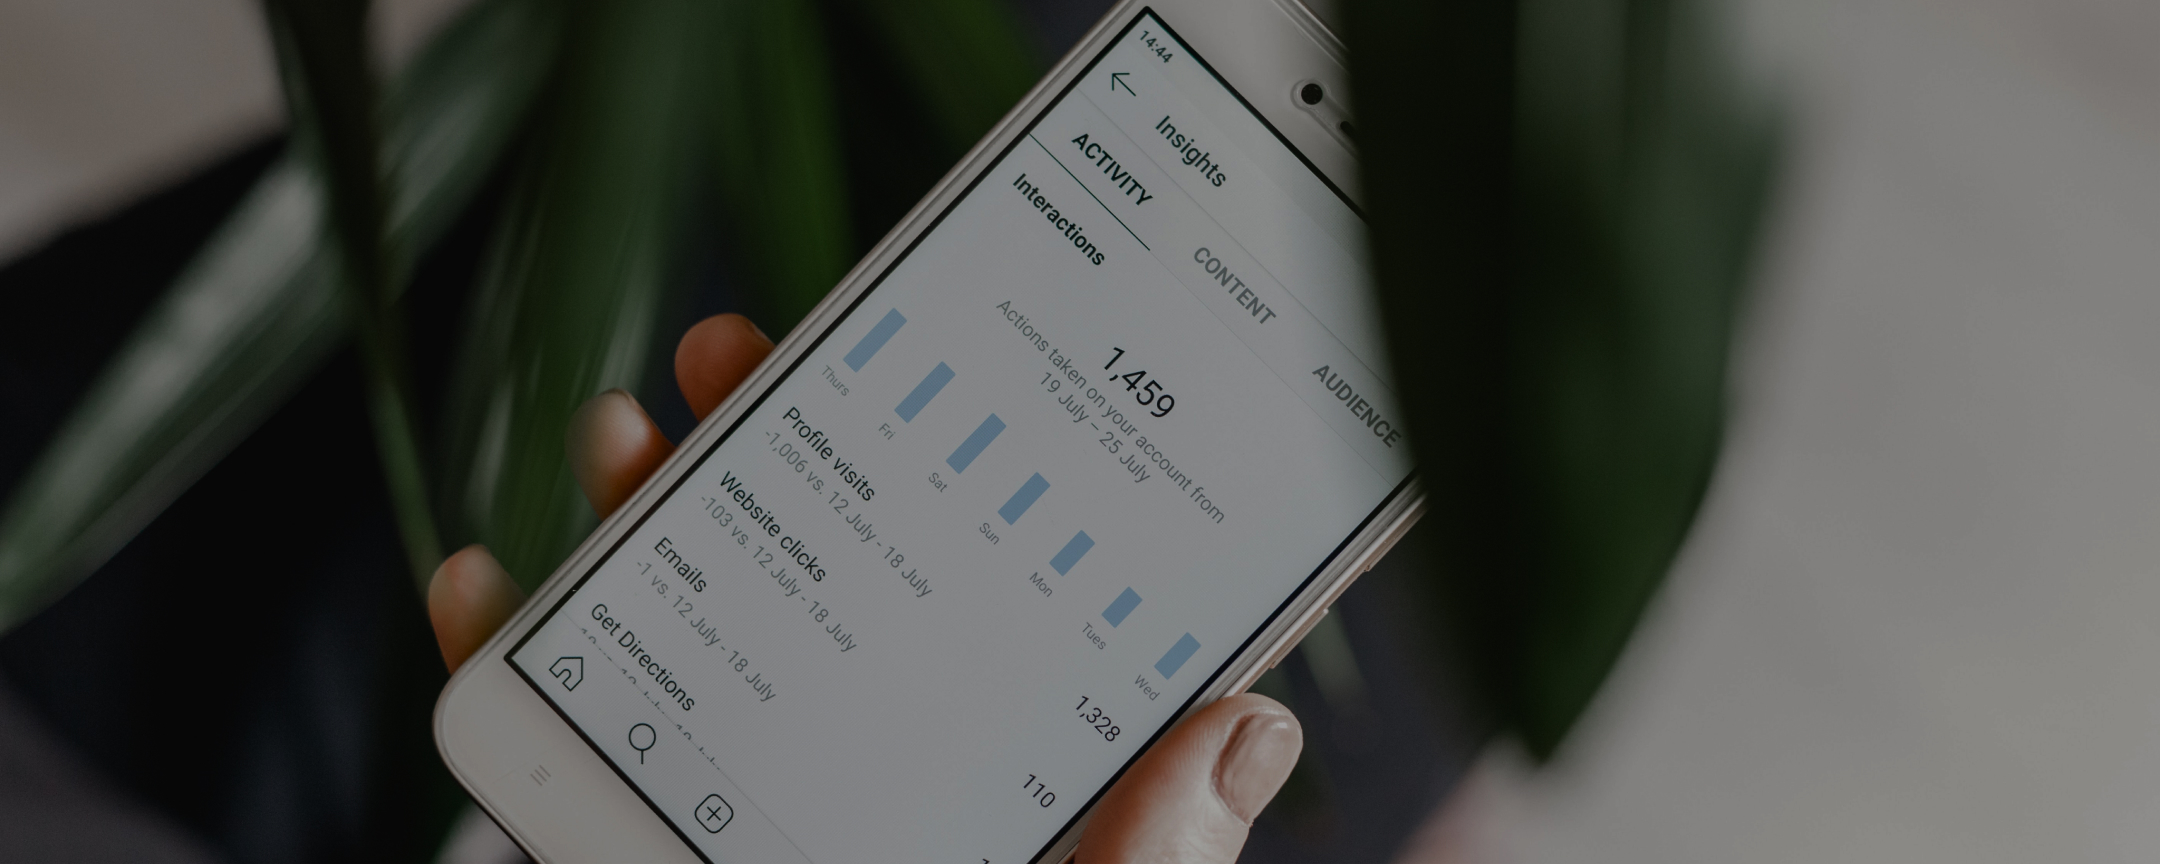 14:44
Insights
ACTIVITY
CONTENT
AUDIENCE
Interactions
1,459
Actions taken on your account from
19 July – 25 July
Thurs
Fri
Sat
Sun
Mon
Tues
Wed
Profile visits
1,328
-1,006 vs. 12 July - 18 July
Website clicks
110
-103 vs. 12 July - 18 July
Emails
-1 vs. 12 July - 18 July
Get Directions